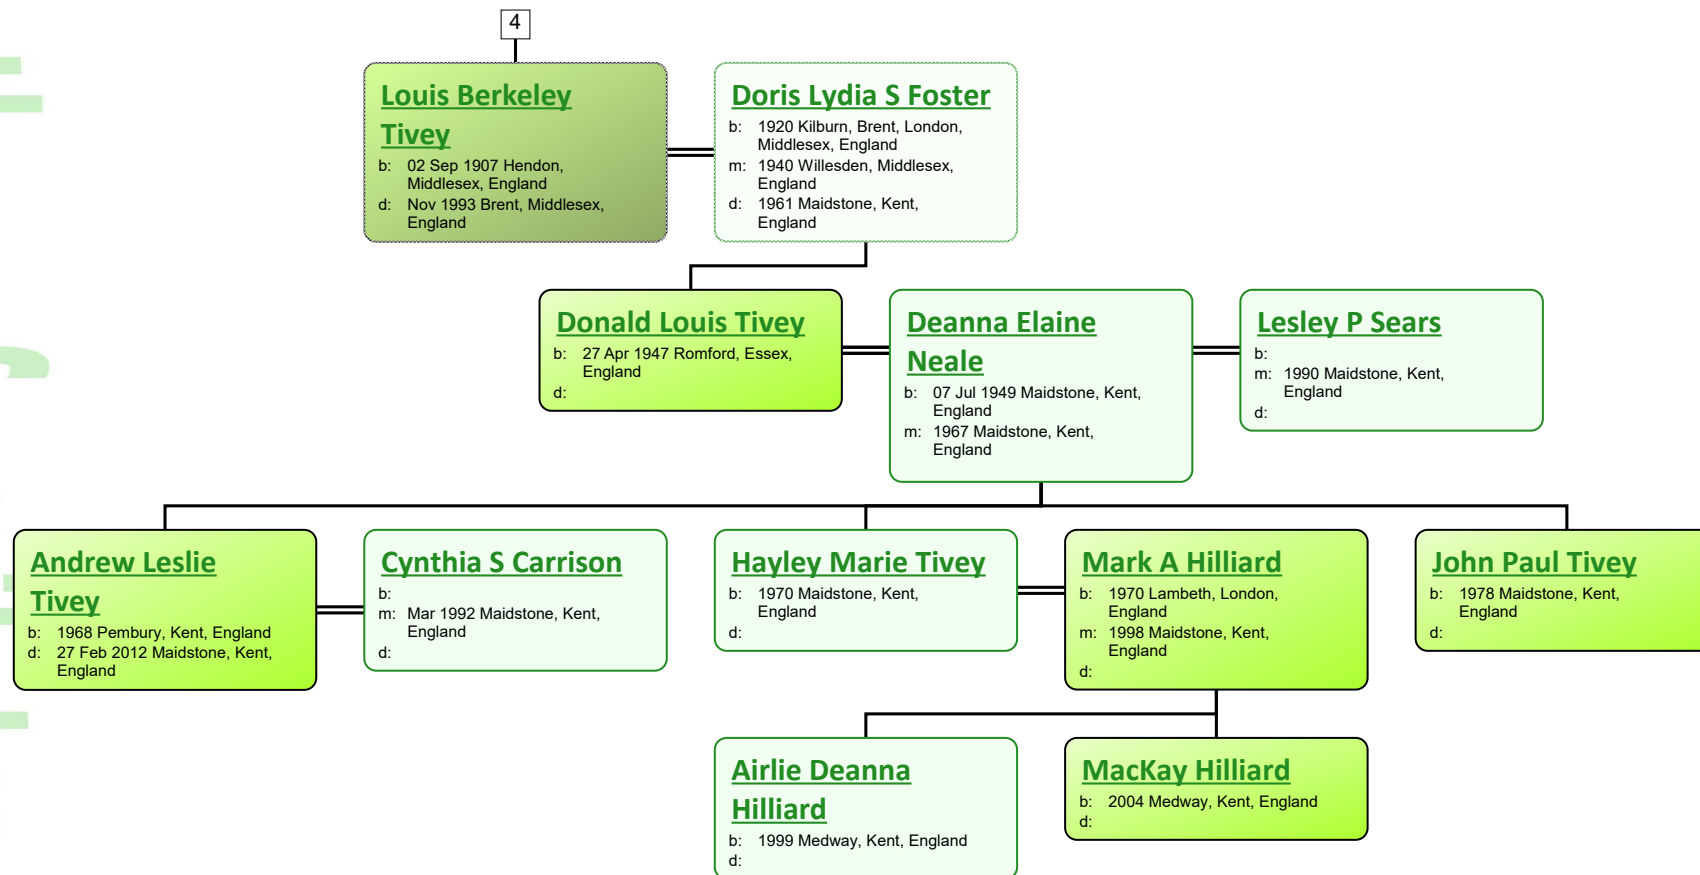 4
Louis Berkeley
Tivey
b: 02 Sep 1907 Hendon,
Middlesex, England
d: Nov 1993 Brent, Middlesex,
England
Doris Lydia S Foster
b: 1920 Kilburn, Brent, London,
Middlesex, England
m: 1940 Willesden, Middlesex,
England
d: 1961 Maidstone, Kent,
England
Donald Louis Tivey
b: 27 Apr 1947 Romford, Essex,
England
d:
Deanna Elaine
Neale
b: 07 Jul 1949 Maidstone, Kent,
England
m: 1967 Maidstone, Kent,
England
Lesley P Sears
b:
m: 1990 Maidstone, Kent,
England
d:
Andrew Leslie
Tivey
b: 1968 Pembury, Kent, England
d: 27 Feb 2012 Maidstone, Kent,
England
Cynthia S Carrison
b:
m: Mar 1992 Maidstone, Kent,
England
d:
Hayley Marie Tivey
b: 1970 Maidstone, Kent,
England
d:
Mark A Hilliard
b: 1970 Lambeth, London,
England
m: 1998 Maidstone, Kent,
England
d:
John Paul Tivey
b: 1978 Maidstone, Kent,
England
d:
Airlie Deanna
Hilliard
b: 1999 Medway, Kent, England
d:
MacKay Hilliard
b: 2004 Medway, Kent, England
d: